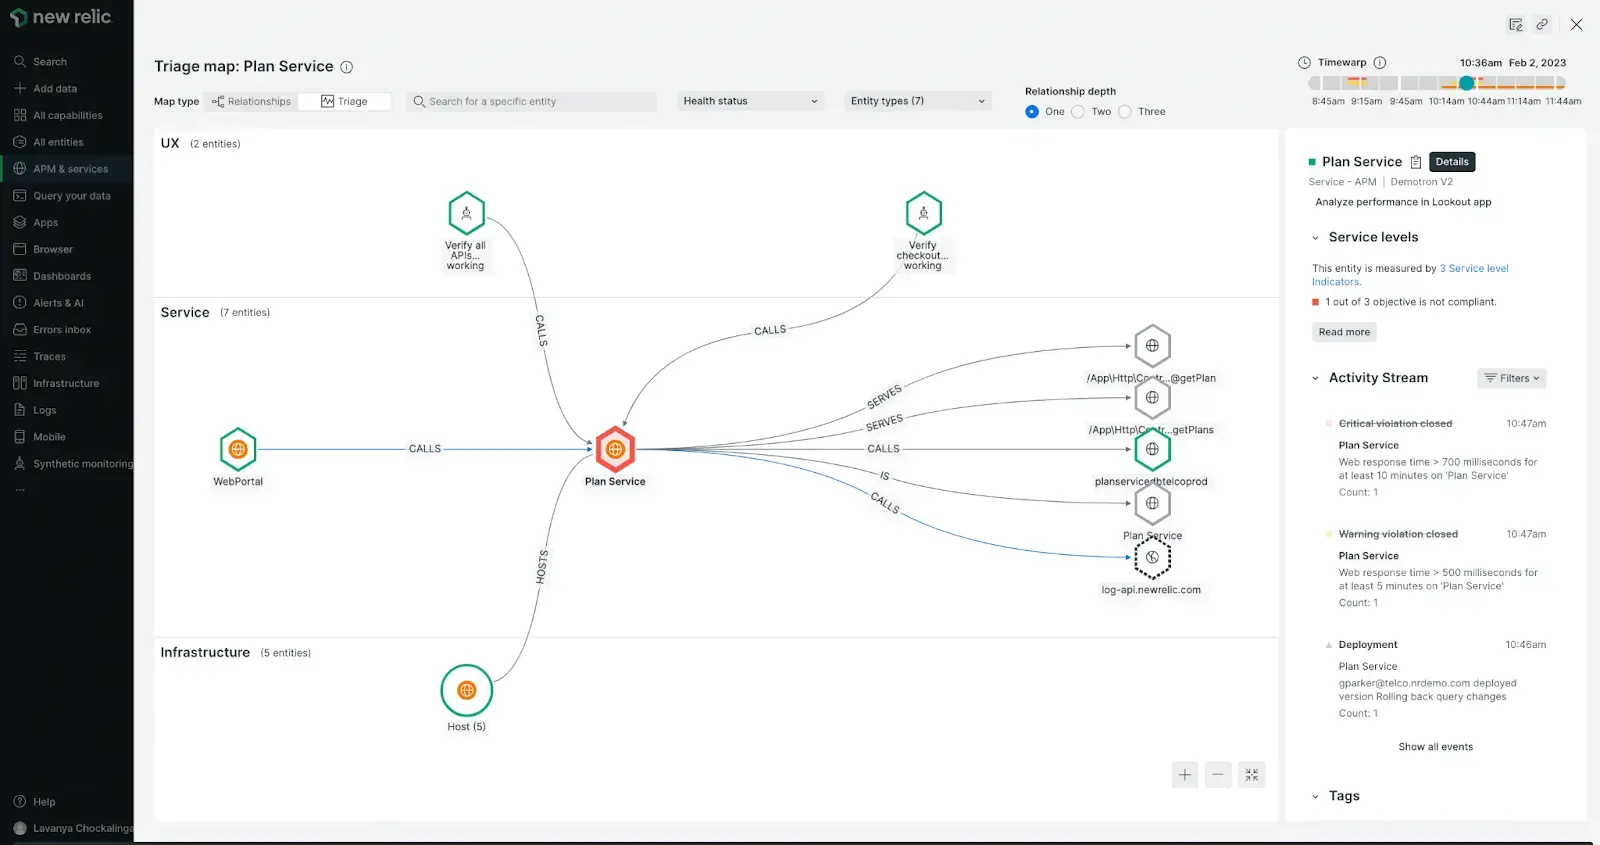 new relic
Search
Add data
All capabilities
All entities
APM & services
Query your data
Apps
Browser
Dashboards
Alerts & AI
Errors inbox
Traces
Infrastructure
Logs
Mobile
Synthetic monitoring
...
Help
Lavanya Chockalinga
Triage map: Plan Service
Map type
Relationships
Triage
Search for a specific entity
Health status
Entity types (7)
Relationship depth
One
Two
Three
Timewarp
10:36am Feb 2, 2023
8:45am 9:15am 9:45am 10:14am 10:44am 11:14am 11:44am
UX (2 entities)
Verify all
APIs...
working
Verify
checkout...
working
Service (7 entities)
CALLS
CALLS
WebPortal
CALLS
Plan Service
SERVES
SERVES
CALLS
IS
CALLS
/App\Http\Contr...@getPlan
/App\Http\Contr...getPlans
planservicedbtelcoprod
Plan Service
log-api.newrelic.com
HOSTS
Infrastructure (5 entities)
Host (5)
Plan Service
Details
Service - APM | Demotron V2
Analyze performance in Lookout app
Service levels
This entity is measured by 3 Service level
Indicators.
1 out of 3 objective is not compliant.
Read more
Activity Stream
Filters
Critical violation closed 10:47am
Plan Service
Web response time > 700 milliseconds for
at least 10 minutes on 'Plan Service'
Count: 1
Warning violation closed 10:47am
Plan Service
Web response time > 500 milliseconds for
at least 5 minutes on 'Plan Service'
Count: 1
Deployment 10:46am
Plan Service
gparker@telco.nrdemo.com deployed
version Rolling back query changes
Count: 1
Show all events
Tags